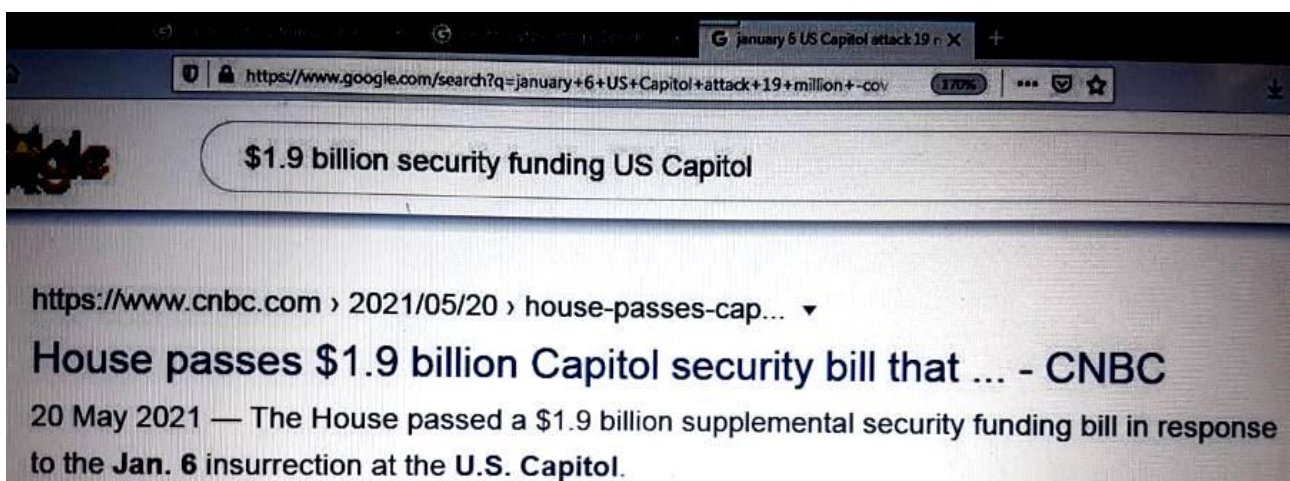 january 6 US Capitol attack 19 n
https://www.google.com/search?q=january+6+US+Capitol+attack+19+million+-cov 170%
$1.9 billion security funding US Capitol
https://www.cnbc.com › 2021/05/20 › house-passes-cap...
House passes $1.9 billion Capitol security bill that ... - CNBC
20 May 2021 — The House passed a $1.9 billion supplemental security funding bill in response
to the Jan. 6 insurrection at the U.S. Capitol.